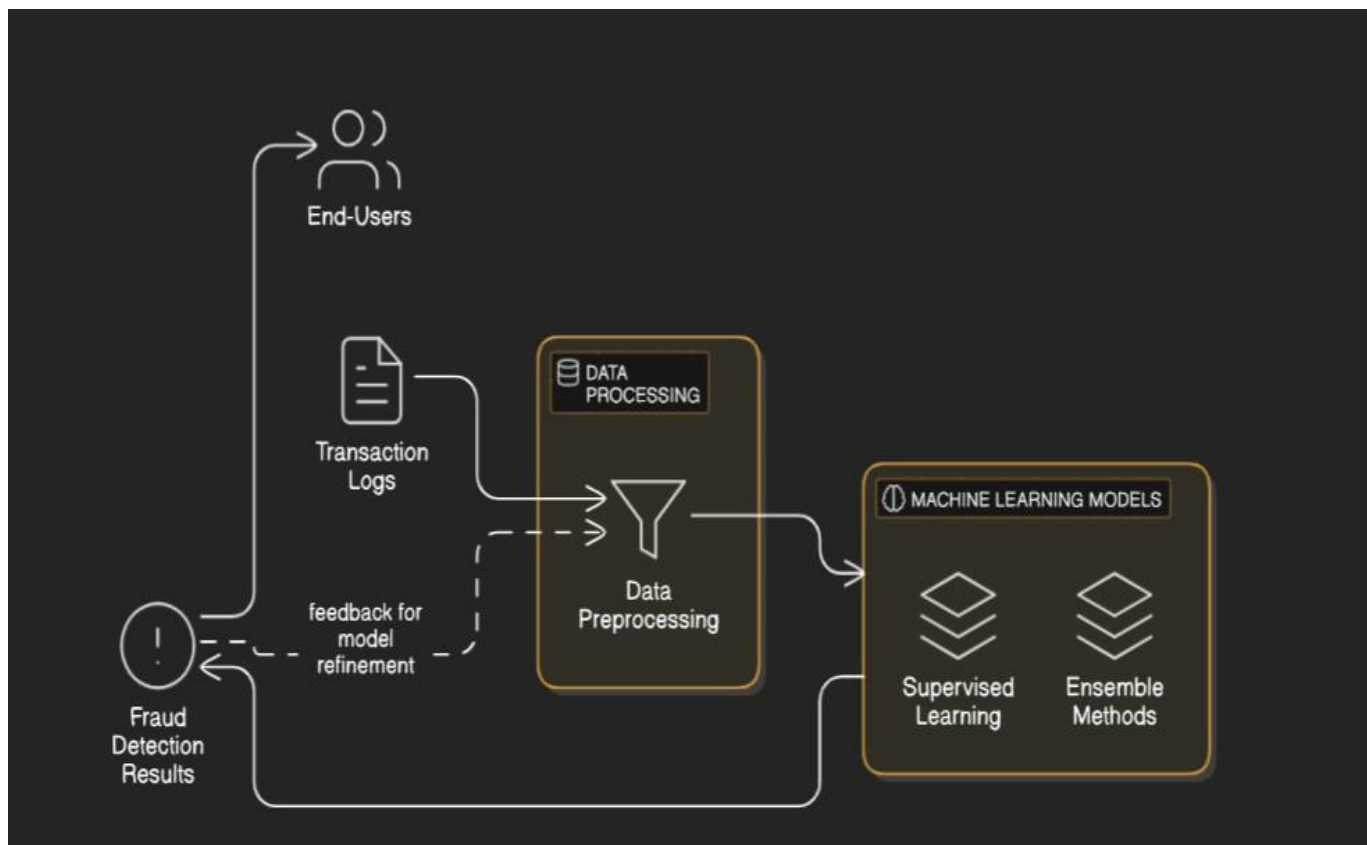 End-Users
Transaction
Logs
DATA
PROCESSING
Data
Preprocessing
feedback for
model
refinement
MACHINE LEARNING MODELS
Supervised
Learning
Ensemble
Methods
Fraud
Detection
Results